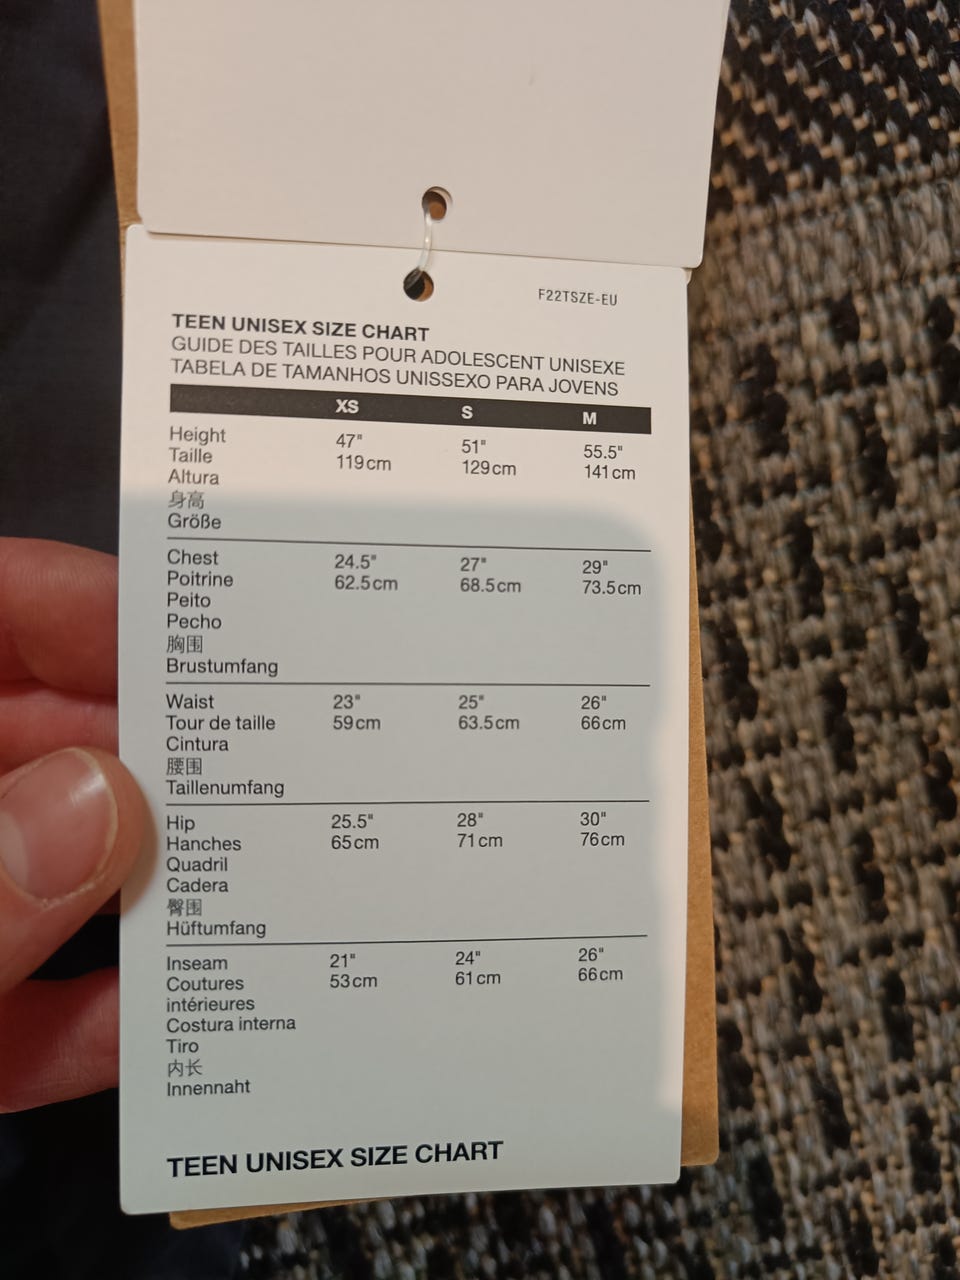 F22TSZE-EU
TEEN UNISEX SIZE CHART
GUIDE DES TAILLES POUR ADOLESCENT UNISEXE
TABELA DE TAMANHOS UNISSEXO PARA JOVENS
XS S M
Height 47" 51" 55.5"
Taille 119cm 129cm 141cm
Altura
身高
Größe
Chest 24.5" 27" 29"
Poitrine 62.5cm 68.5cm 73.5cm
Peito
Pecho
胸围
Brustumfang
Waist 23" 25" 26"
Tour de taille 59cm 63.5cm 66cm
Cintura
腰围
Taillenumfang
Hip 25.5" 28" 30"
Hanches 65cm 71cm 76cm
Quadril
Cadera
臀围
Hüftumfang
Inseam 21" 24" 26"
Coutures 53cm 61cm 66cm
intérieures
Costura interna
Tiro
内长
Innennaht
TEEN UNISEX SIZE CHART